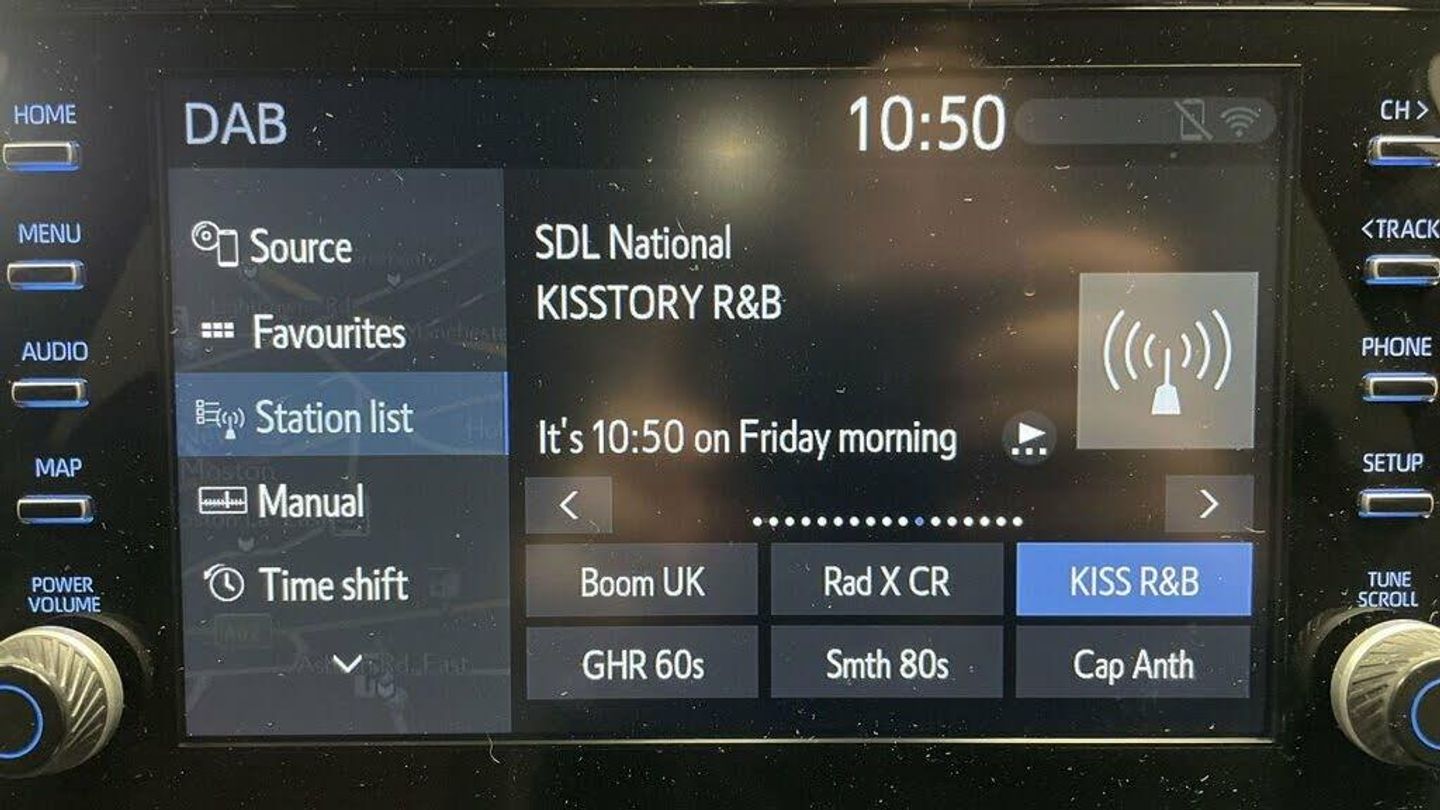 HOME
MENU
AUDIO
MAP
POWER
VOLUME
DAB
10:50
Source
Favourites
Station list
Manual
Time shift
SDL National
KISSTORY R&B
It's 10:50 on Friday morning
Boom UK
Rad X CR
KISS R&B
GHR 60s
Smth 80s
Cap Anth
CH >
<TRACK
PHONE
SETUP
TUNE
SCROLL